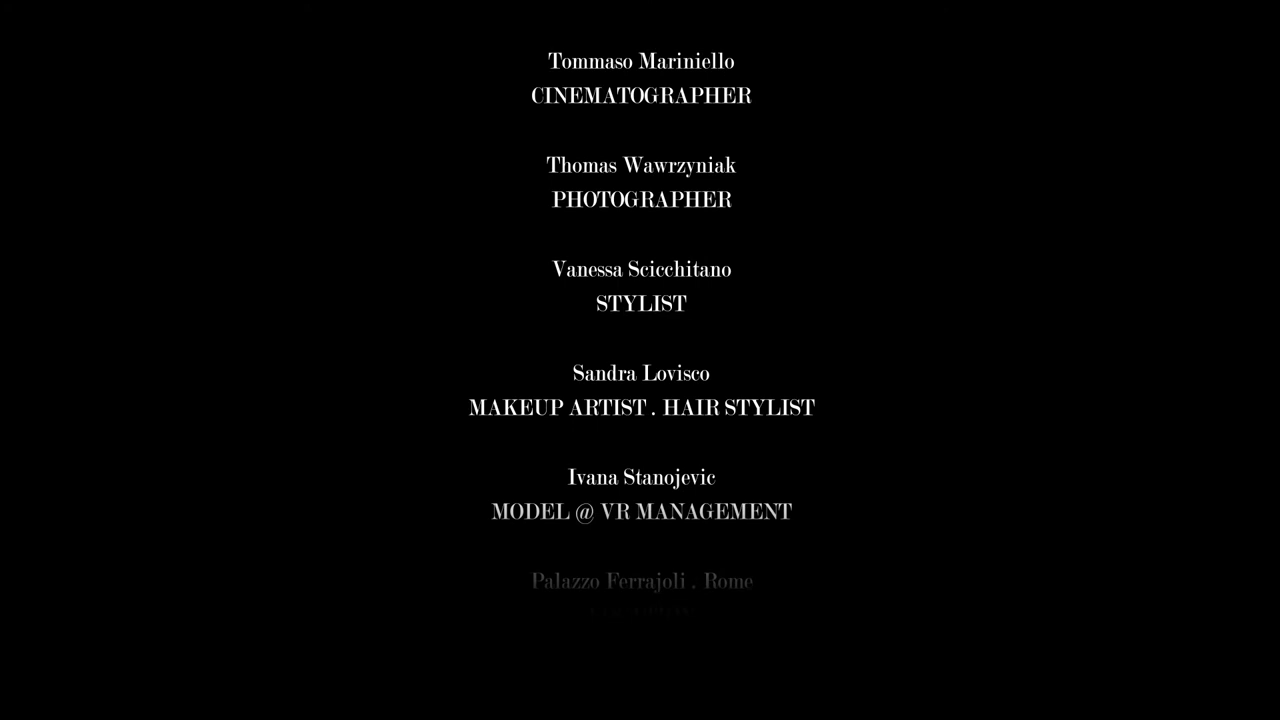 Tommaso Mariniello
CINEMATOGRAPHER
Thomas Wawrzyniak
PHOTOGRAPHER
Vanessa Scicchitano
STYLIST
Sandra Lovisco
MAKEUP ARTIST . HAIR STYLIST
Ivana Stanojevic
MODEL @ VR MANAGEMENT
Palazzo Ferrajoli . Rome